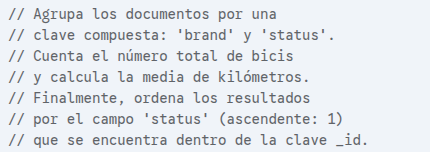 // Agrupa los documentos por una
// clave compuesta: 'brand' y 'status'.
// Cuenta el número total de bicis
// y calcula la media de kilómetros.
// Finalmente, ordena los resultados
// por el campo 'status' (ascendente: 1)
// que se encuentra dentro de la clave _id.